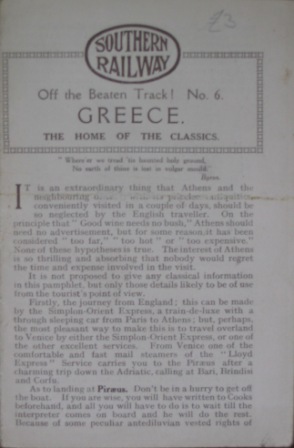 23
SOUTHERN
RAILWAY
Off the Beaten Track! No. 6.
GREECE.
THE HOME OF THE CLASSICS.
" Where'er we tread 'tis haunted holy ground,
No earth of thine is lost in vulgar mould."
Byron.
IT is an extraordinary thing that Athens and the
neighbouring
conveniently visited in a couple of days, should be
so neglected by the English traveller. On the
principle that " Good wine needs no bush," Athens should
need no advertisement, but for some reason it has been
considered " too far," " too hot " or " too expensive."
None of these hypotheses is true. The interest of Athens
is so thrilling and absorbing that nobody would regret
the time and expense involved in the visit.
It is not proposed to give any classical information
in this pamphlet, but only those details likely to be of use
from the tourist's point of view.
Firstly, the journey from England: this can be made
by the Simplon-Orient Express, a train-de-luxe with a
through sleeping car from Paris to Athens; but, perhaps,
the most pleasant way to make this is to travel overland
to Venice by either the Simplon-Orient Express, or one of
the other excellent services. From Venice one of the
comfortable and fast mail steamers of the "Lloyd
Express" Service carries you to the Piræus after a
charming trip down the Adriatic, calling at Bari, Brindisi
and Corfu.
As to landing at Piræus. Don't be in a hurry to get off
the boat. If you are wise, you will have written to Cooks
beforehand, and all you will have to do is to wait till the
interpreter comes on board and he will do the rest.
Because of some peculiar antediluvian vested rights of